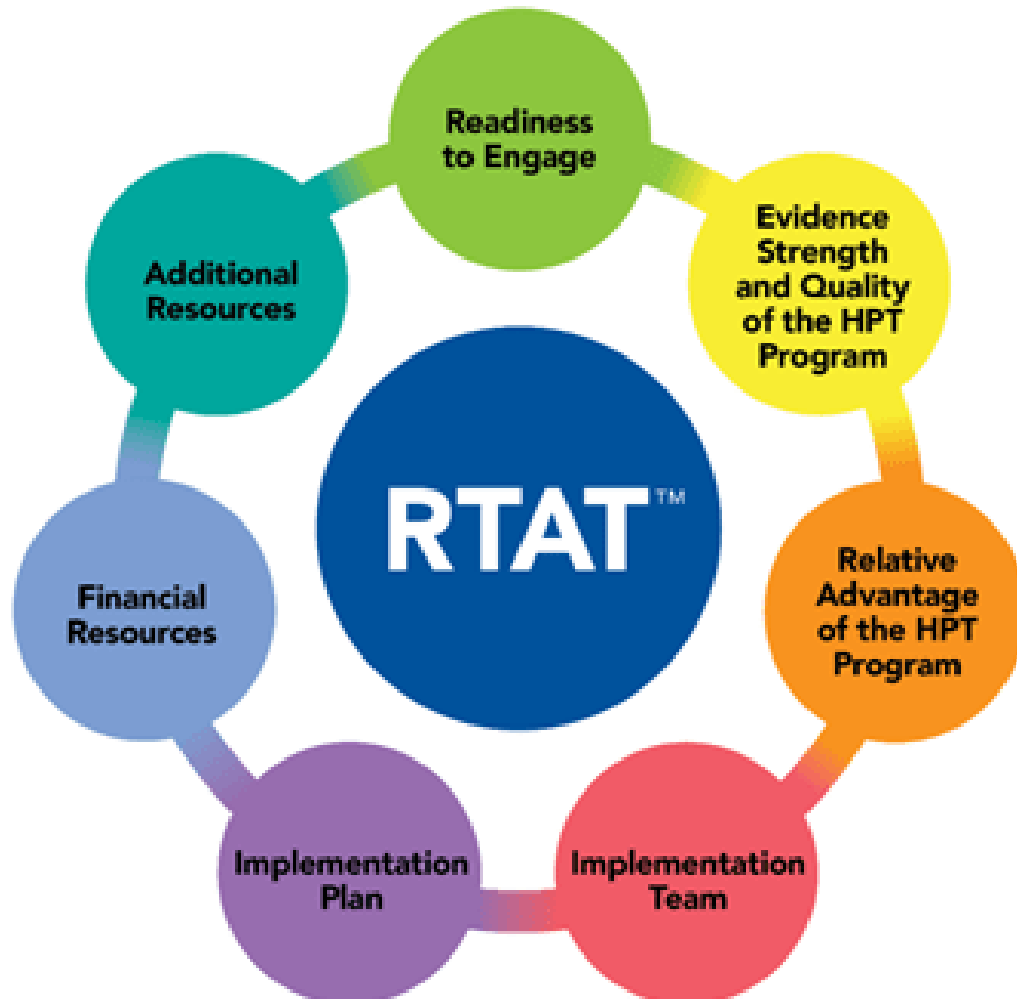 Readiness
to Engage
Evidence
Strength
and Quality
of the HPT
Program
Relative
Advantage
of the HPT
Program
Implementation
Team
Implementation
Plan
Financial
Resources
Additional
Resources
RTAT™